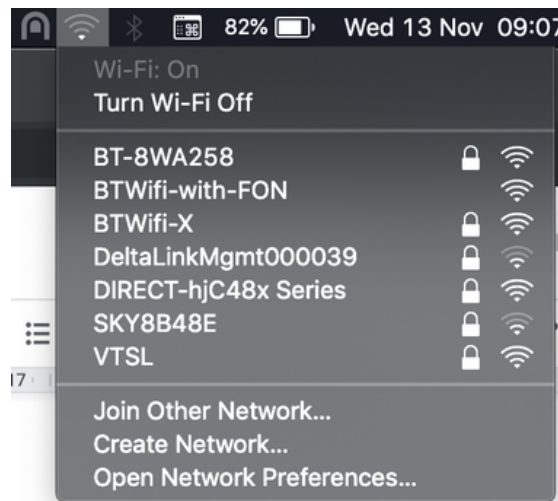 82% Wed 13 Nov 09:07
Wi-Fi: On
Turn Wi-Fi Off
BT-8WA258
BTWifi-with-FON
BTWifi-X
DeltaLinkMgmt000039
DIRECT-hjC48x Series
SKY8B48E
VTSL
17
Join Other Network...
Create Network...
Open Network Preferences...